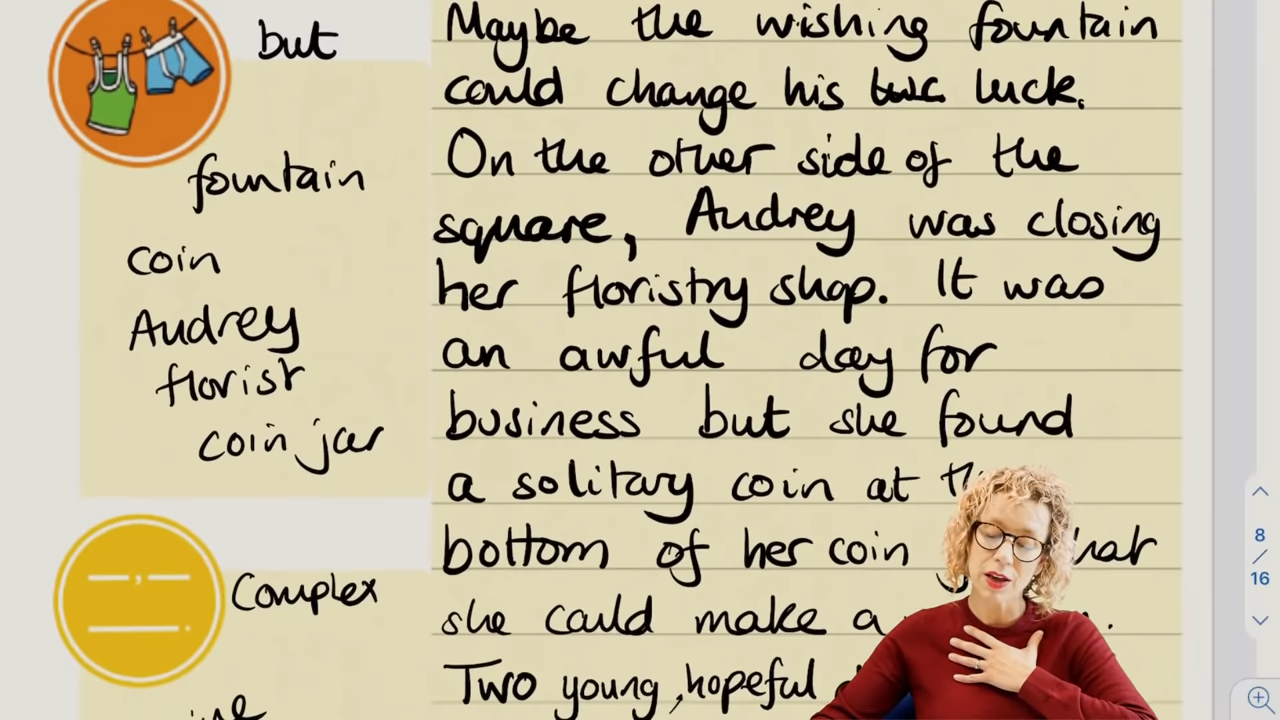 but
fountain
coin
Audrey
florist
coin jar
Complex
Maybe the wishing fountain
could change his luck.
On the other side of the
square, Audrey was closing
her floristry shop. It was
an awful day for
business but she found
a solitary coin at
bottom of her coin
she could make a
Two young, hopeful
8
/
16